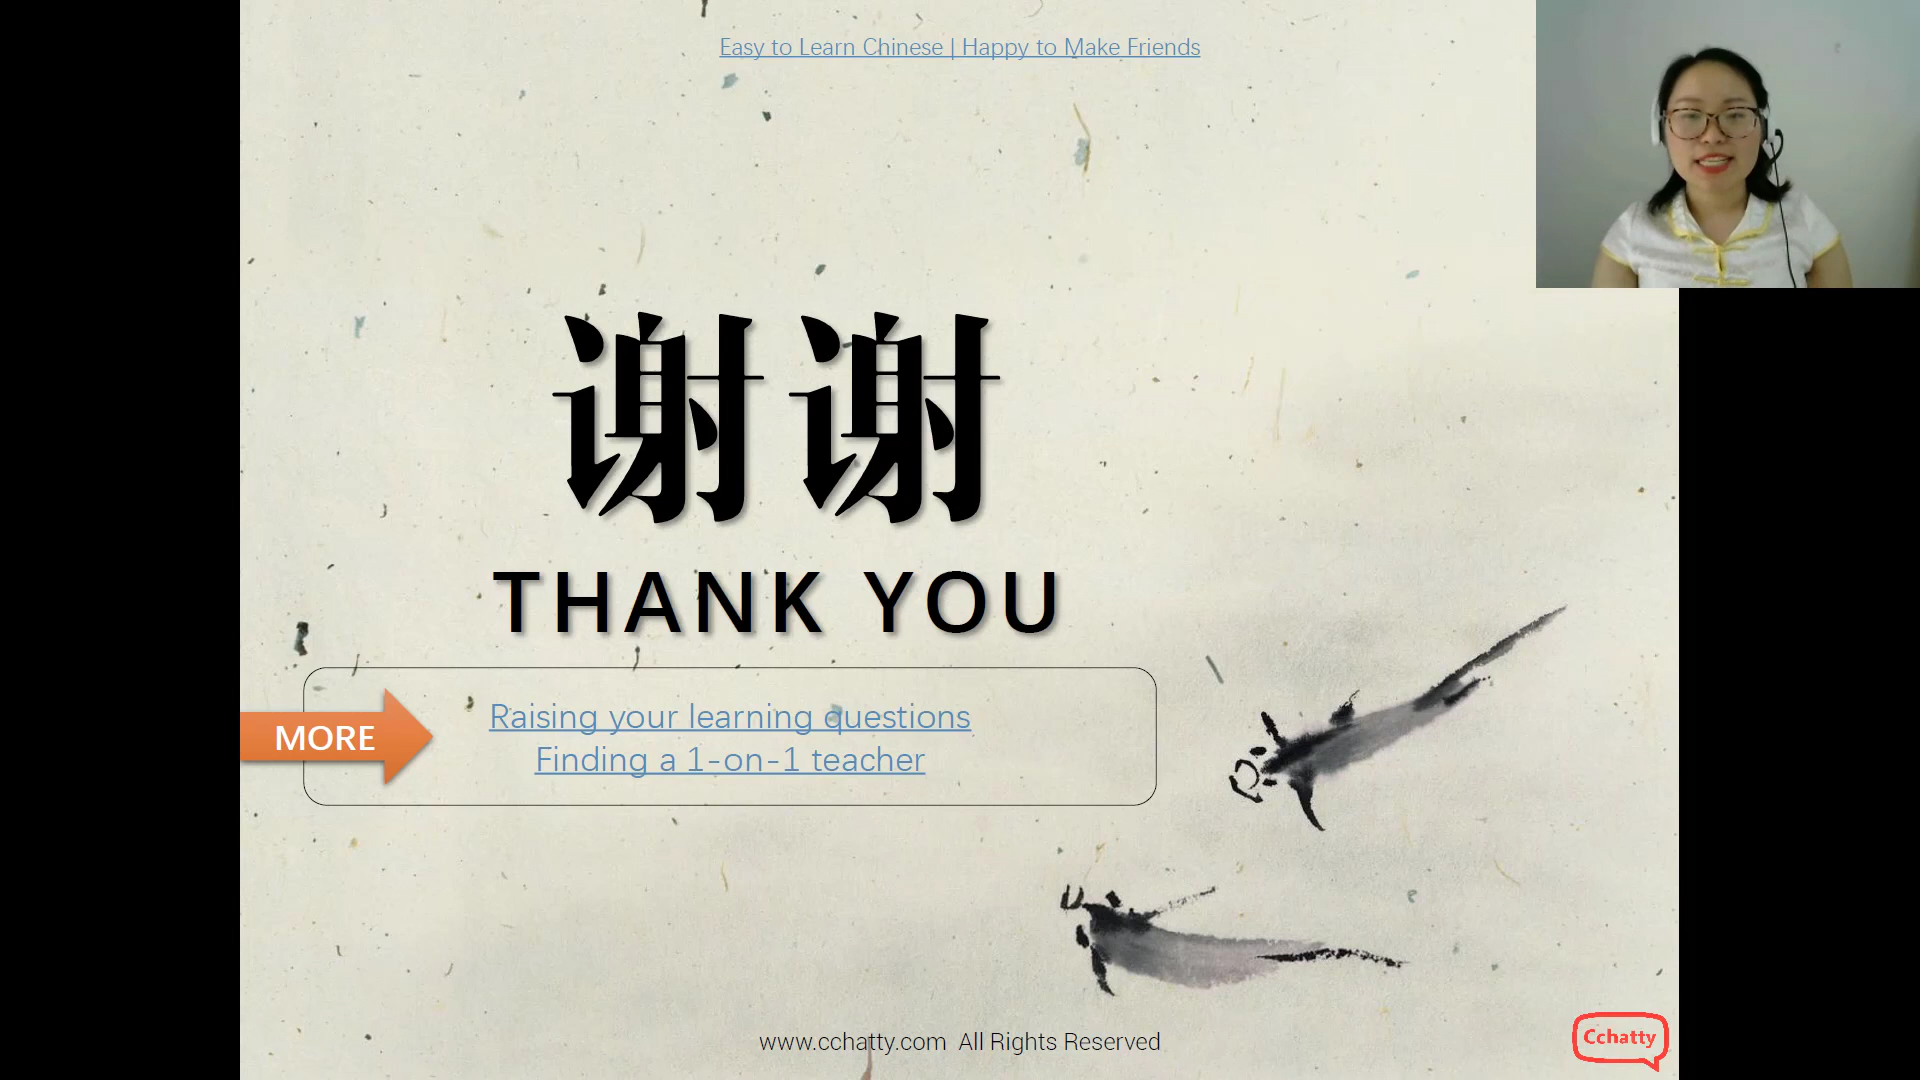 Easy to Learn Chinese | Happy to Make Friends
谢谢
THANK YOU
MORE
Raising your learning questions
Finding a 1-on-1 teacher
www.cchatty.com All Rights Reserved
Cchatty